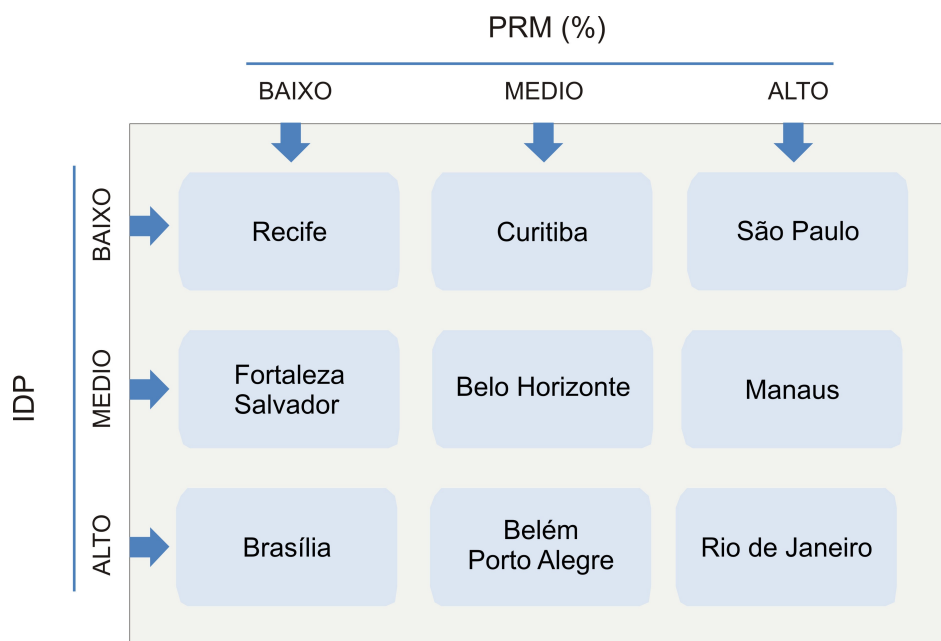 PRM (%)
BAIXO
MEDIO
ALTO
IDP
BAIXO
Recife
Curitiba
São Paulo
MEDIO
Fortaleza
Salvador
Belo Horizonte
Manaus
ALTO
Brasília
Belém
Porto Alegre
Rio de Janeiro